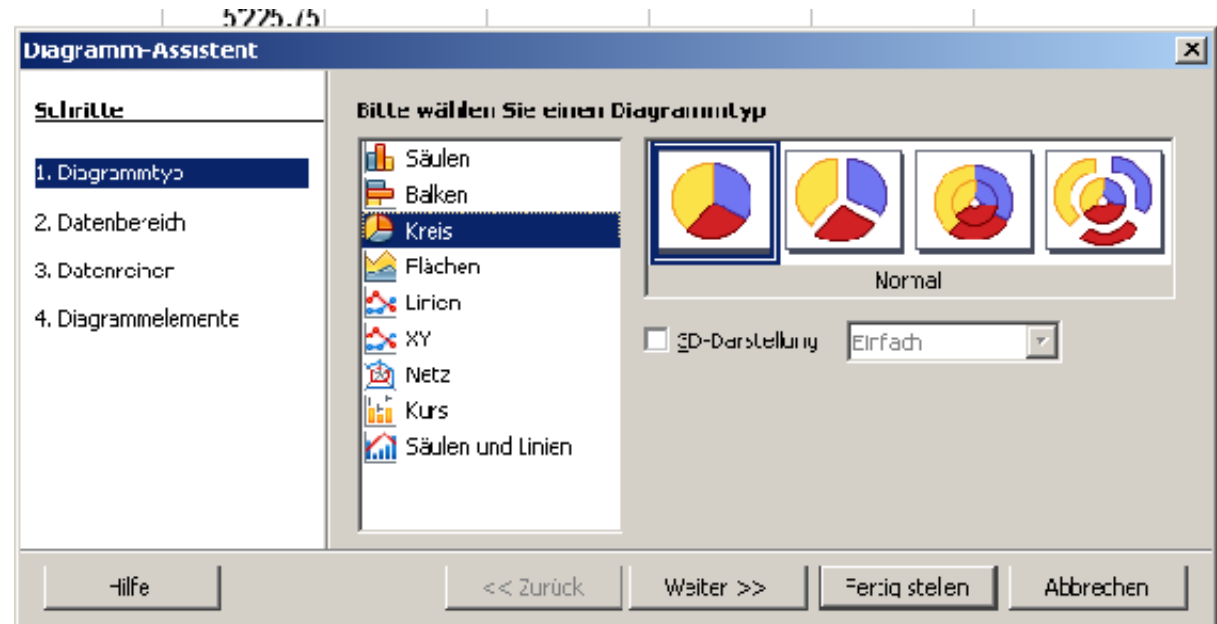 5225.75
Diagramm-Assistent
Schritte
1. Diagrammtyp
2. Datenbereich
3. Datenreihen
4. Diagrammelemente
Bitte wählen Sie einen Diagrammtyp
Säulen
Balken
Kreis
Flächen
Linien
XY
Netz
Kurs
Säulen und Linien
Normal
3D-Darstellung Einfach
Hilfe << Zurück Weiter >> Fertig stellen Abbrechen